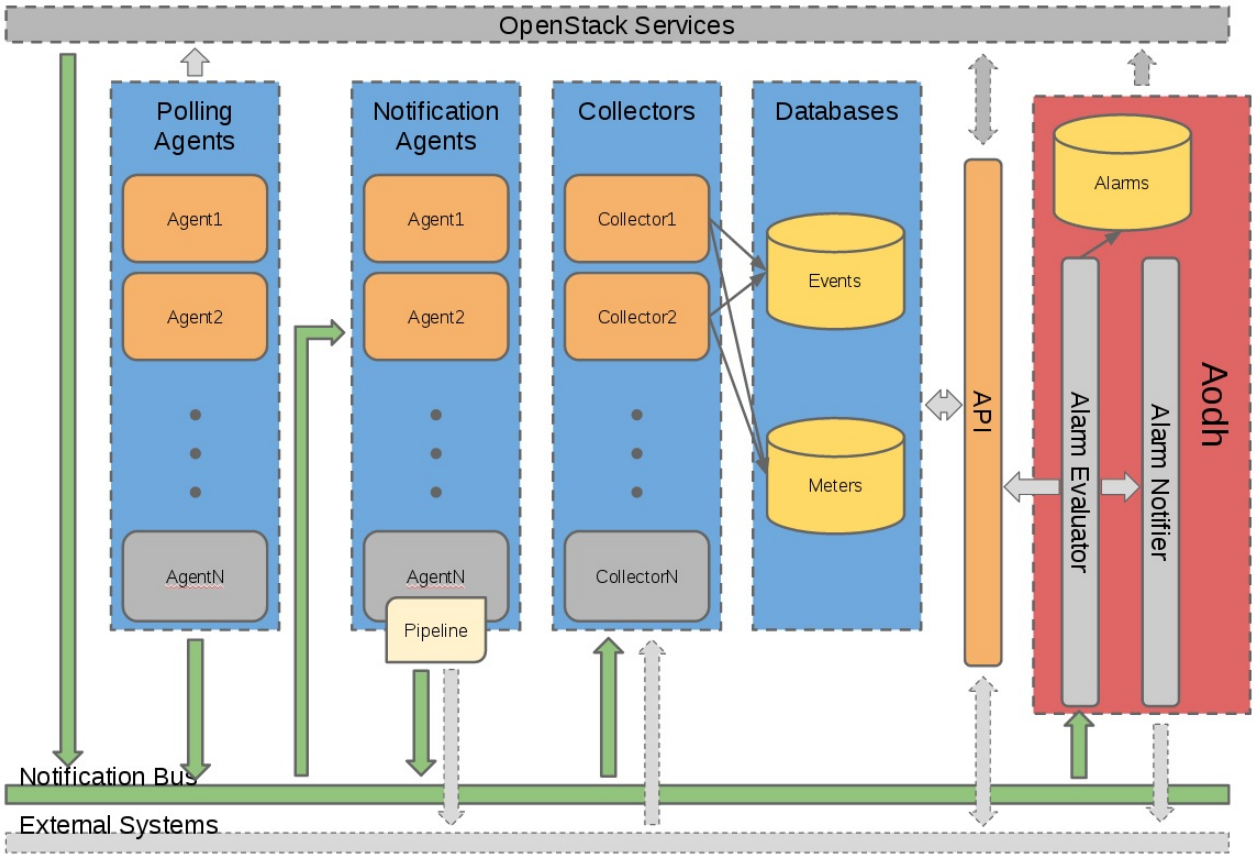 OpenStack Services
Polling
Agents
Agent1
Agent2
AgentN
Notification
Agents
Agent1
Agent2
AgentN
Pipeline
Collectors
Collector1
Collector2
CollectorN
Databases
Events
Meters
API
Alarms
Alarm Evaluator
Alarm Notifier
Aodh
Notification Bus
External Systems